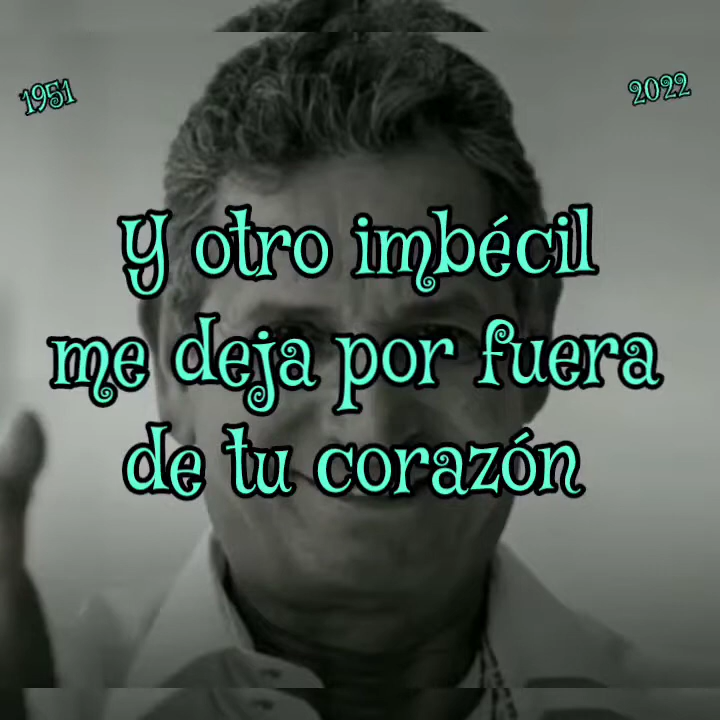 1951
2022
Y otro imbécil
me deja por fuera
de tu corazón